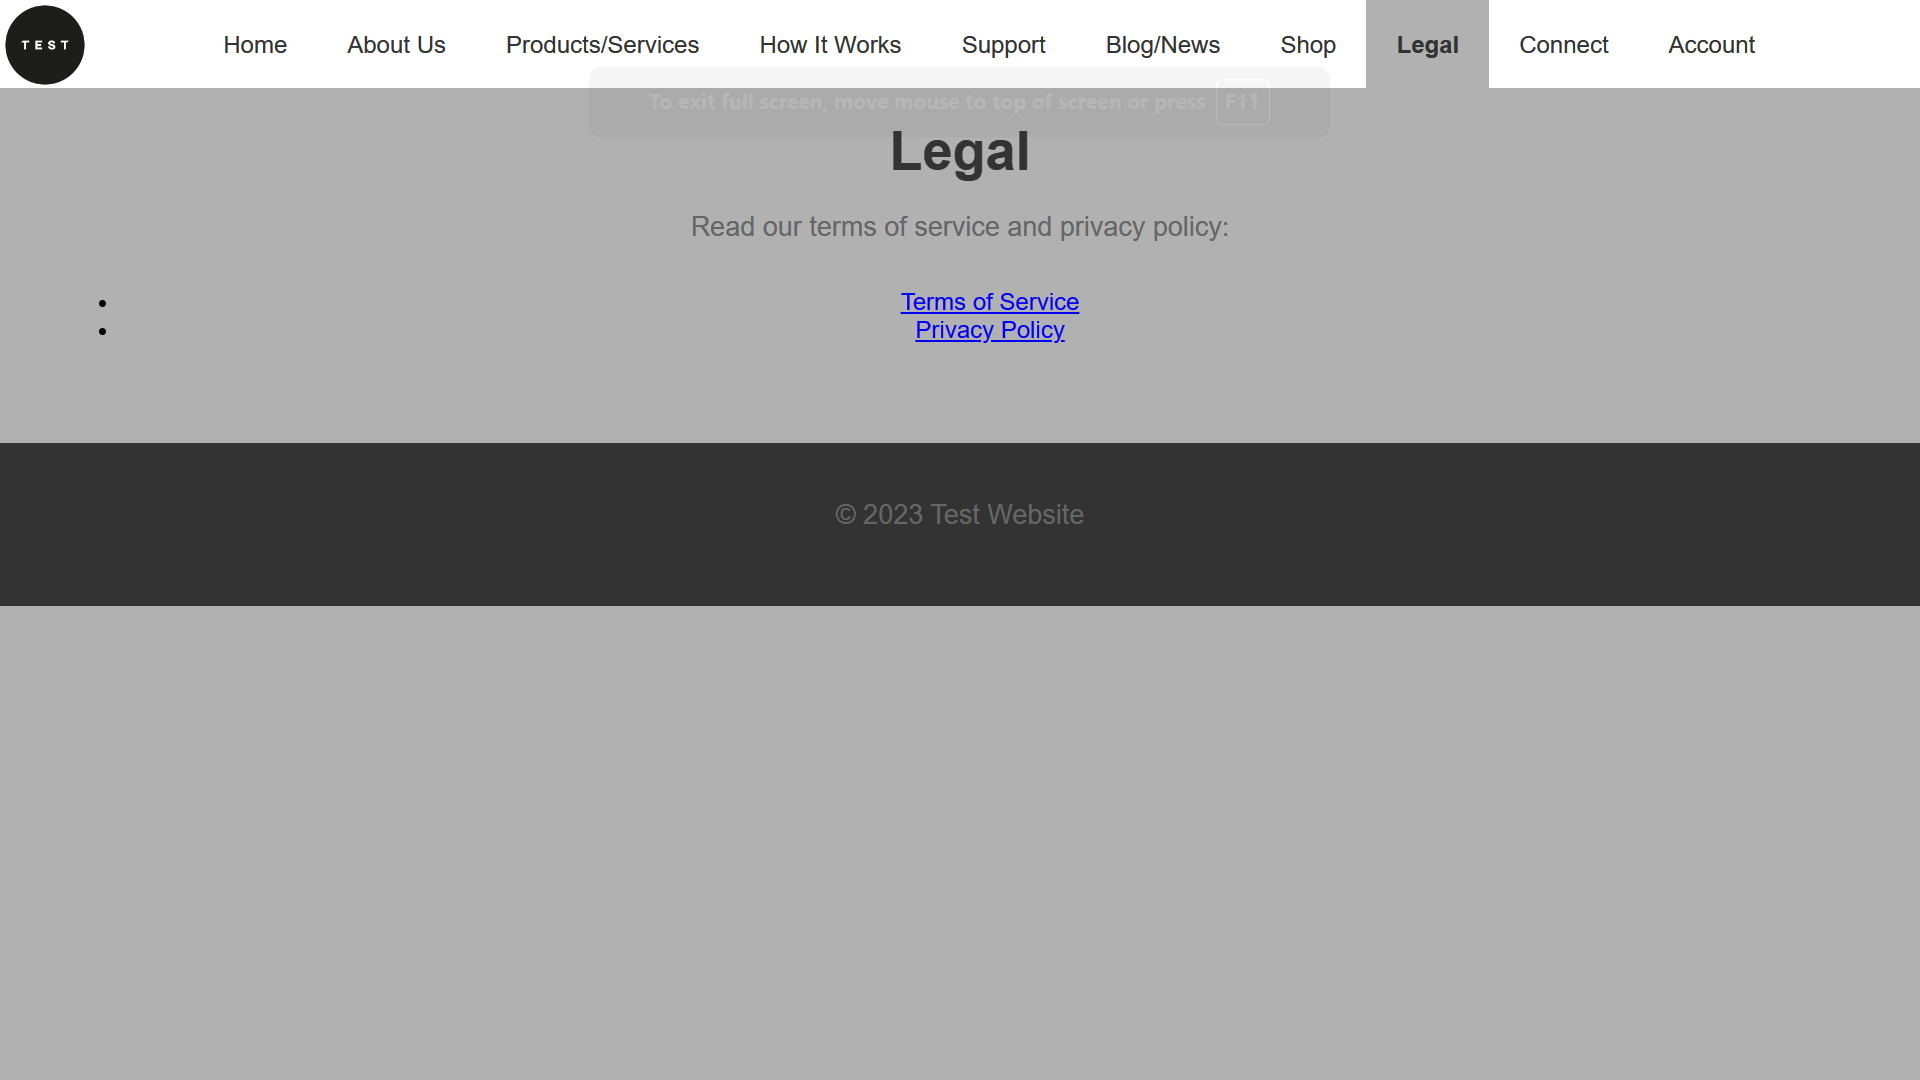 TEST
Home About Us Products/Services How It Works Support Blog/News Shop Legal Connect Account
To exit full screen, move mouse to top of screen or press F11
Legal
Read our terms of service and privacy policy:
Terms of Service
Privacy Policy
© 2023 Test Website